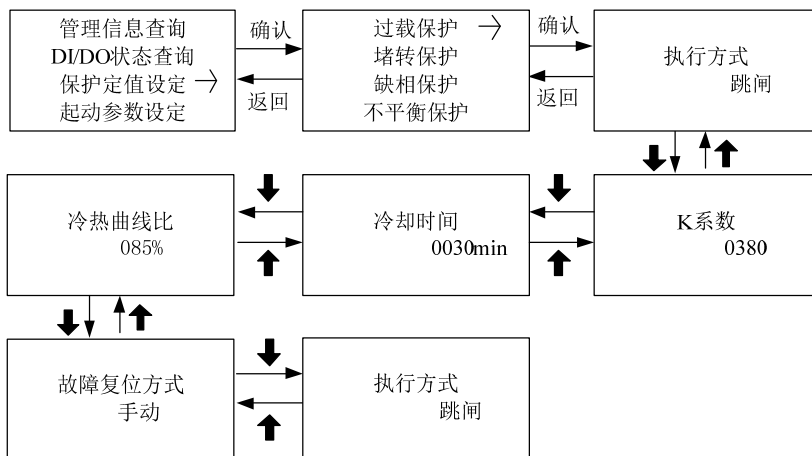 管理信息查询
DI/DO状态查询
保护定值设定 →
起动参数设定
确认
返回
过载保护 →
堵转保护
缺相保护
不平衡保护
确认
返回
执行方式
跳闸
冷热曲线比
085%
冷却时间
0030min
K系数
0380
故障复位方式
手动
执行方式
跳闸